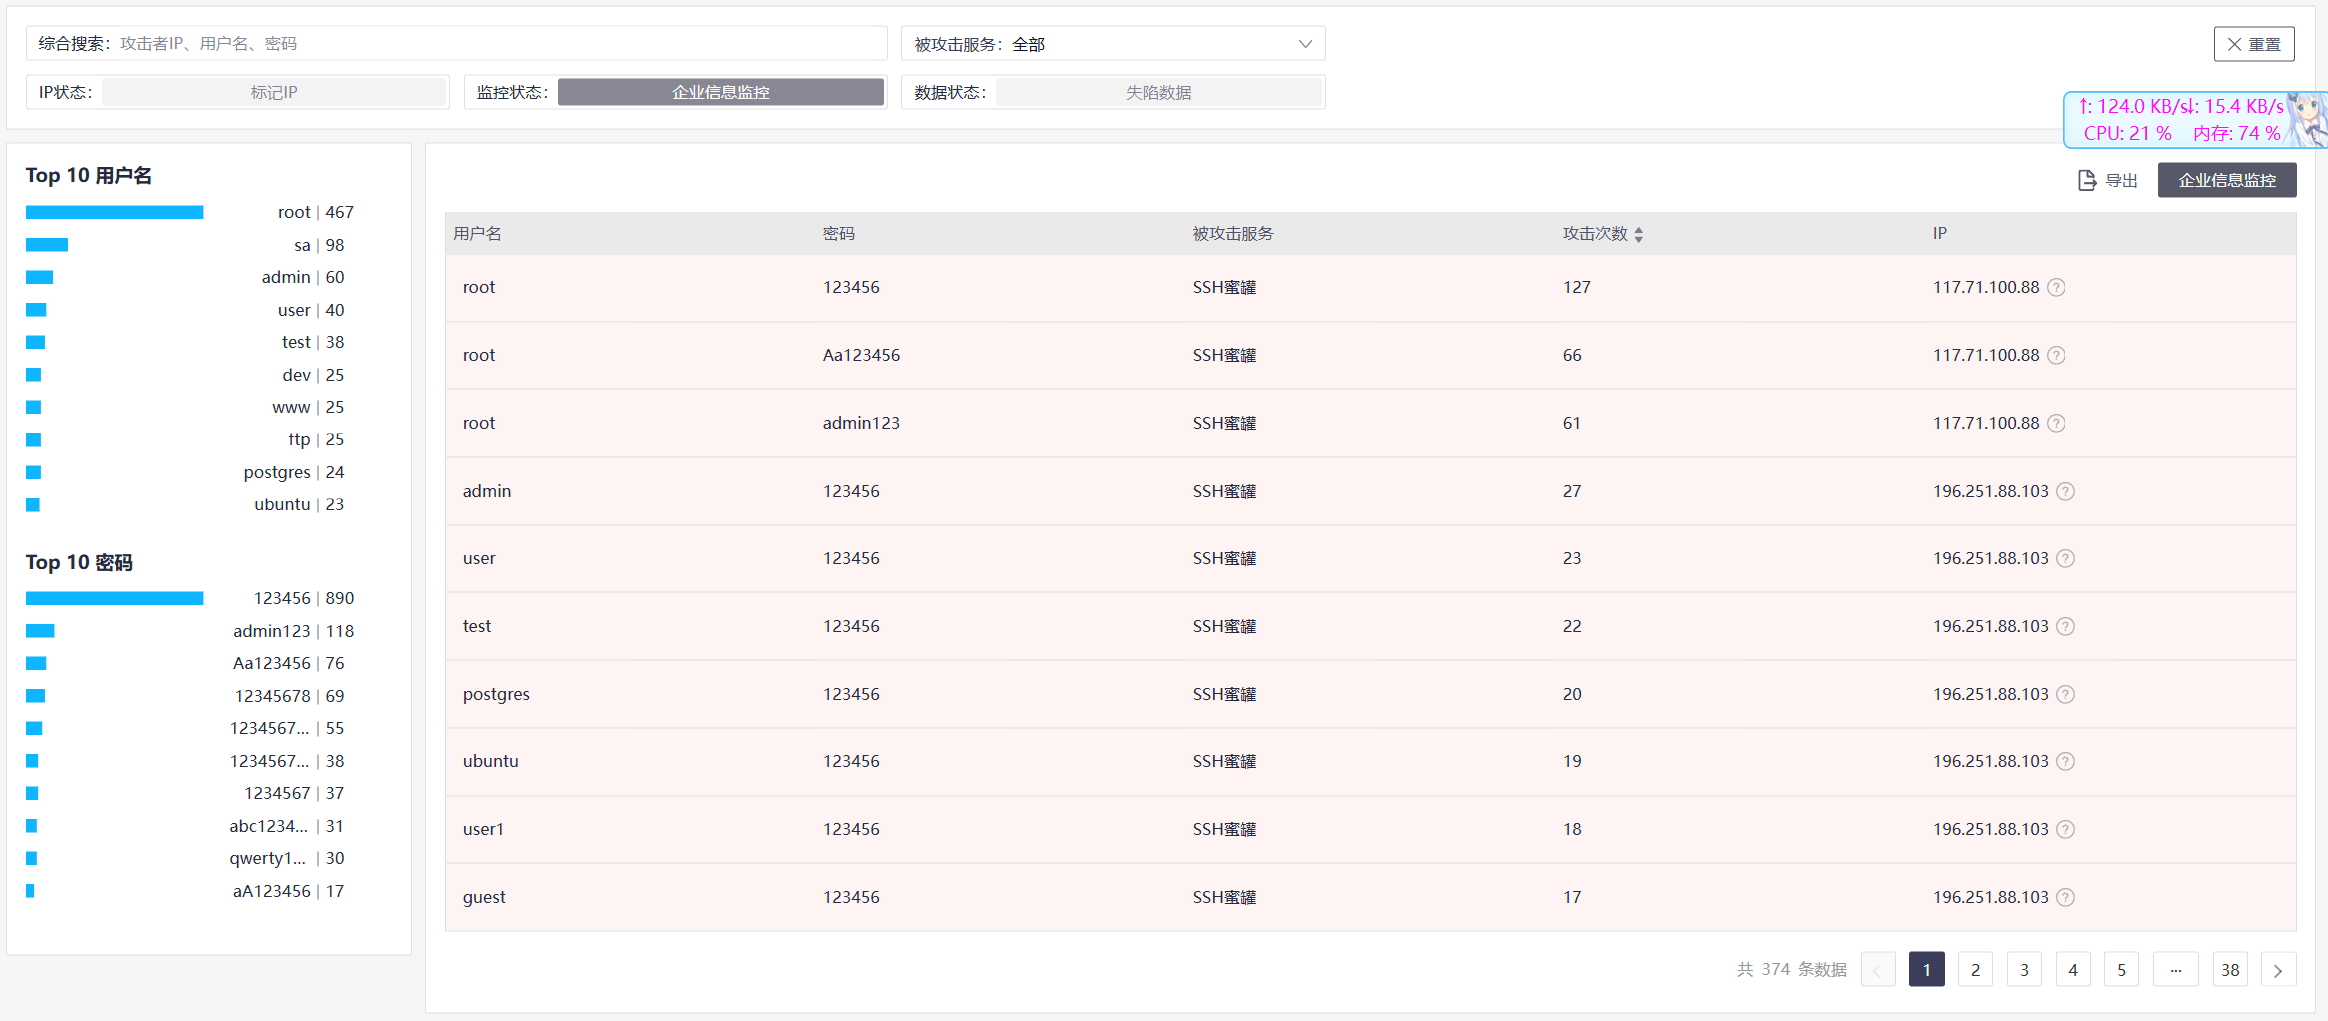 综合搜索： 攻击者IP、用户名、密码
被攻击服务： 全部
重置
IP状态： 标记IP
监控状态： 企业信息监控
数据状态： 失陷数据
↑: 124.0 KB/s↓: 15.4 KB/s
CPU: 21 % 内存: 74 %
Top 10 用户名
root | 467
sa | 98
admin | 60
user | 40
test | 38
dev | 25
www | 25
ftp | 25
postgres | 24
ubuntu | 23
Top 10 密码
123456 | 890
admin123 | 118
Aa123456 | 76
12345678 | 69
1234567... | 55
1234567... | 38
1234567 | 37
abc1234... | 31
qwerty1... | 30
aA123456 | 17
导出 企业信息监控
用户名 密码 被攻击服务 攻击次数 IP
root 123456 SSH蜜罐 127 117.71.100.88 ?
root Aa123456 SSH蜜罐 66 117.71.100.88 ?
root admin123 SSH蜜罐 61 117.71.100.88 ?
admin 123456 SSH蜜罐 27 196.251.88.103 ?
user 123456 SSH蜜罐 23 196.251.88.103 ?
test 123456 SSH蜜罐 22 196.251.88.103 ?
postgres 123456 SSH蜜罐 20 196.251.88.103 ?
ubuntu 123456 SSH蜜罐 19 196.251.88.103 ?
user1 123456 SSH蜜罐 18 196.251.88.103 ?
guest 123456 SSH蜜罐 17 196.251.88.103 ?
共 374 条数据 < 1 2 3 4 5 ··· 38 >